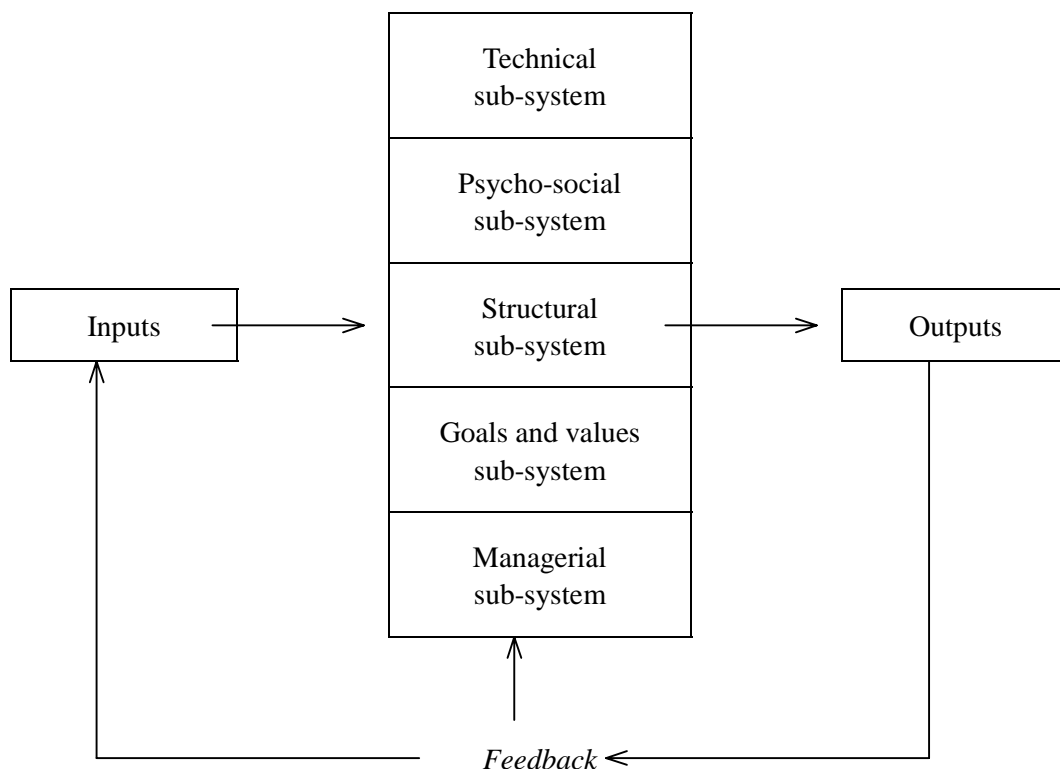 Technical
sub-system
Psycho-social
sub-system
Inputs
Structural
sub-system
Outputs
Goals and values
sub-system
Managerial
sub-system
Feedback